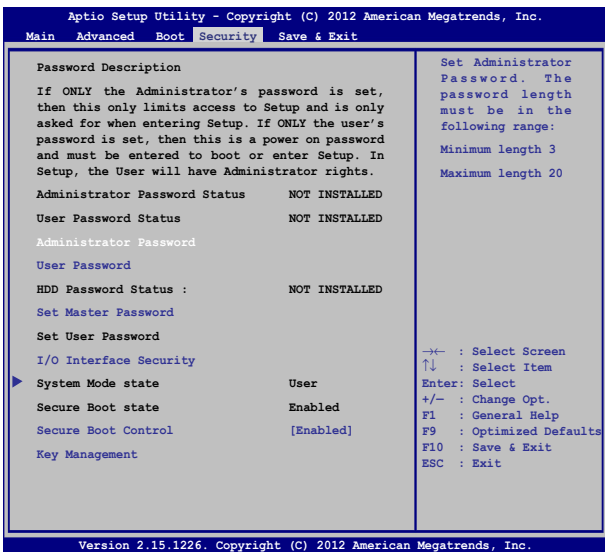 Aptio Setup Utility - Copyright (C) 2012 American Megatrends, Inc.
Main Advanced Boot Security Save & Exit
Password Description
If ONLY the Administrator's password is set,
then this only limits access to Setup and is only
asked for when entering Setup. If ONLY the user's
password is set, then this is a power on password
and must be entered to boot or enter Setup. In
Setup, the User will have Administrator rights.
Administrator Password Status NOT INSTALLED
User Password Status NOT INSTALLED
Administrator Password
User Password
HDD Password Status : NOT INSTALLED
Set Master Password
Set User Password
I/O Interface Security
System Mode state User
Secure Boot state Enabled
Secure Boot Control [Enabled]
Key Management
Set Administrator
Password. The
password length
must be in the
following range:
Minimum length 3
Maximum length 20
→← : Select Screen
↑↓ : Select Item
Enter: Select
+/— : Change Opt.
F1 : General Help
F9 : Optimized Defaults
F10 : Save & Exit
ESC : Exit
Version 2.15.1226. Copyright (C) 2012 American Megatrends, Inc.